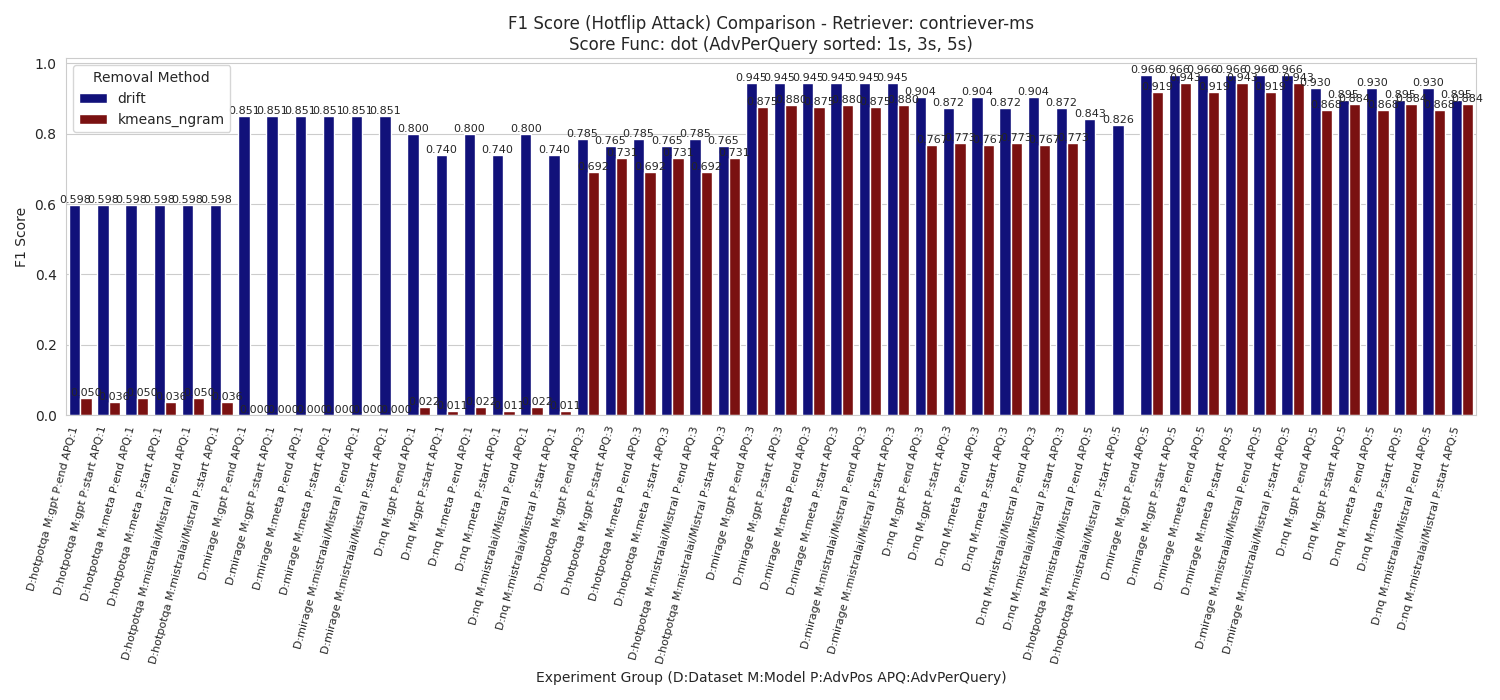 F1 Score (Hotflip Attack) Comparison - Retriever: contriever-ms
Score Func: dot (AdvPerQuery sorted: 1s, 3s, 5s)
Removal Method
drift
kmeans_ngram
F1 Score
1.0
0.8
0.6
0.4
0.2
0.0
0.598 0.598 0.598 0.598 0.598 0.598 0.851 0.851 0.851 0.851 0.851 0.851 0.800 0.740 0.800 0.740 0.800 0.740 0.785 0.765 0.785 0.765 0.785 0.765 0.945 0.945 0.945 0.945 0.945 0.945 0.904 0.872 0.904 0.872 0.904 0.872 0.843 0.826 0.966 0.966 0.966 0.966 0.966 0.966 0.930 0.895 0.930 0.895 0.930 0.895
D:hotpotqa M:gpt P:end APQ:1
D:hotpotqa M:gpt P:start APQ:1
D:hotpotqa M:meta P:end APQ:1
D:hotpotqa M:meta P:start APQ:1
D:hotpotqa M:mistralai/Mistral P:end APQ:1
D:hotpotqa M:mistralai/Mistral P:start APQ:1
D:mirage M:gpt P:end APQ:1
D:mirage M:gpt P:start APQ:1
D:mirage M:meta P:end APQ:1
D:mirage M:meta P:start APQ:1
D:mirage M:mistralai/Mistral P:end APQ:1
D:mirage M:mistralai/Mistral P:start APQ:1
D:nq M:gpt P:end APQ:1
D:nq M:gpt P:start APQ:1
D:nq M:meta P:end APQ:1
D:nq M:meta P:start APQ:1
D:nq M:mistralai/Mistral P:end APQ:1
D:nq M:mistralai/Mistral P:start APQ:1
D:hotpotqa M:gpt P:end APQ:3
D:hotpotqa M:gpt P:start APQ:3
D:hotpotqa M:meta P:end APQ:3
D:hotpotqa M:meta P:start APQ:3
D:hotpotqa M:mistralai/Mistral P:end APQ:3
D:hotpotqa M:mistralai/Mistral P:start APQ:3
D:mirage M:gpt P:end APQ:3
D:mirage M:gpt P:start APQ:3
D:mirage M:meta P:end APQ:3
D:mirage M:meta P:start APQ:3
D:mirage M:mistralai/Mistral P:end APQ:3
D:mirage M:mistralai/Mistral P:start APQ:3
D:nq M:gpt P:end APQ:3
D:nq M:gpt P:start APQ:3
D:nq M:meta P:end APQ:3
D:nq M:meta P:start APQ:3
D:nq M:mistralai/Mistral P:end APQ:3
D:nq M:mistralai/Mistral P:start APQ:3
D:hotpotqa M:mistralai/Mistral P:end APQ:5
D:hotpotqa M:mistralai/Mistral P:start APQ:5
D:mirage M:gpt P:end APQ:5
D:mirage M:gpt P:start APQ:5
D:mirage M:meta P:end APQ:5
D:mirage M:meta P:start APQ:5
D:mirage M:mistralai/Mistral P:end APQ:5
D:mirage M:mistralai/Mistral P:start APQ:5
D:nq M:gpt P:end APQ:5
D:nq M:gpt P:start APQ:5
D:nq M:meta P:end APQ:5
D:nq M:meta P:start APQ:5
D:nq M:mistralai/Mistral P:end APQ:5
D:nq M:mistralai/Mistral P:start APQ:5
Experiment Group (D:Dataset M:Model P:AdvPos APQ:AdvPerQuery)